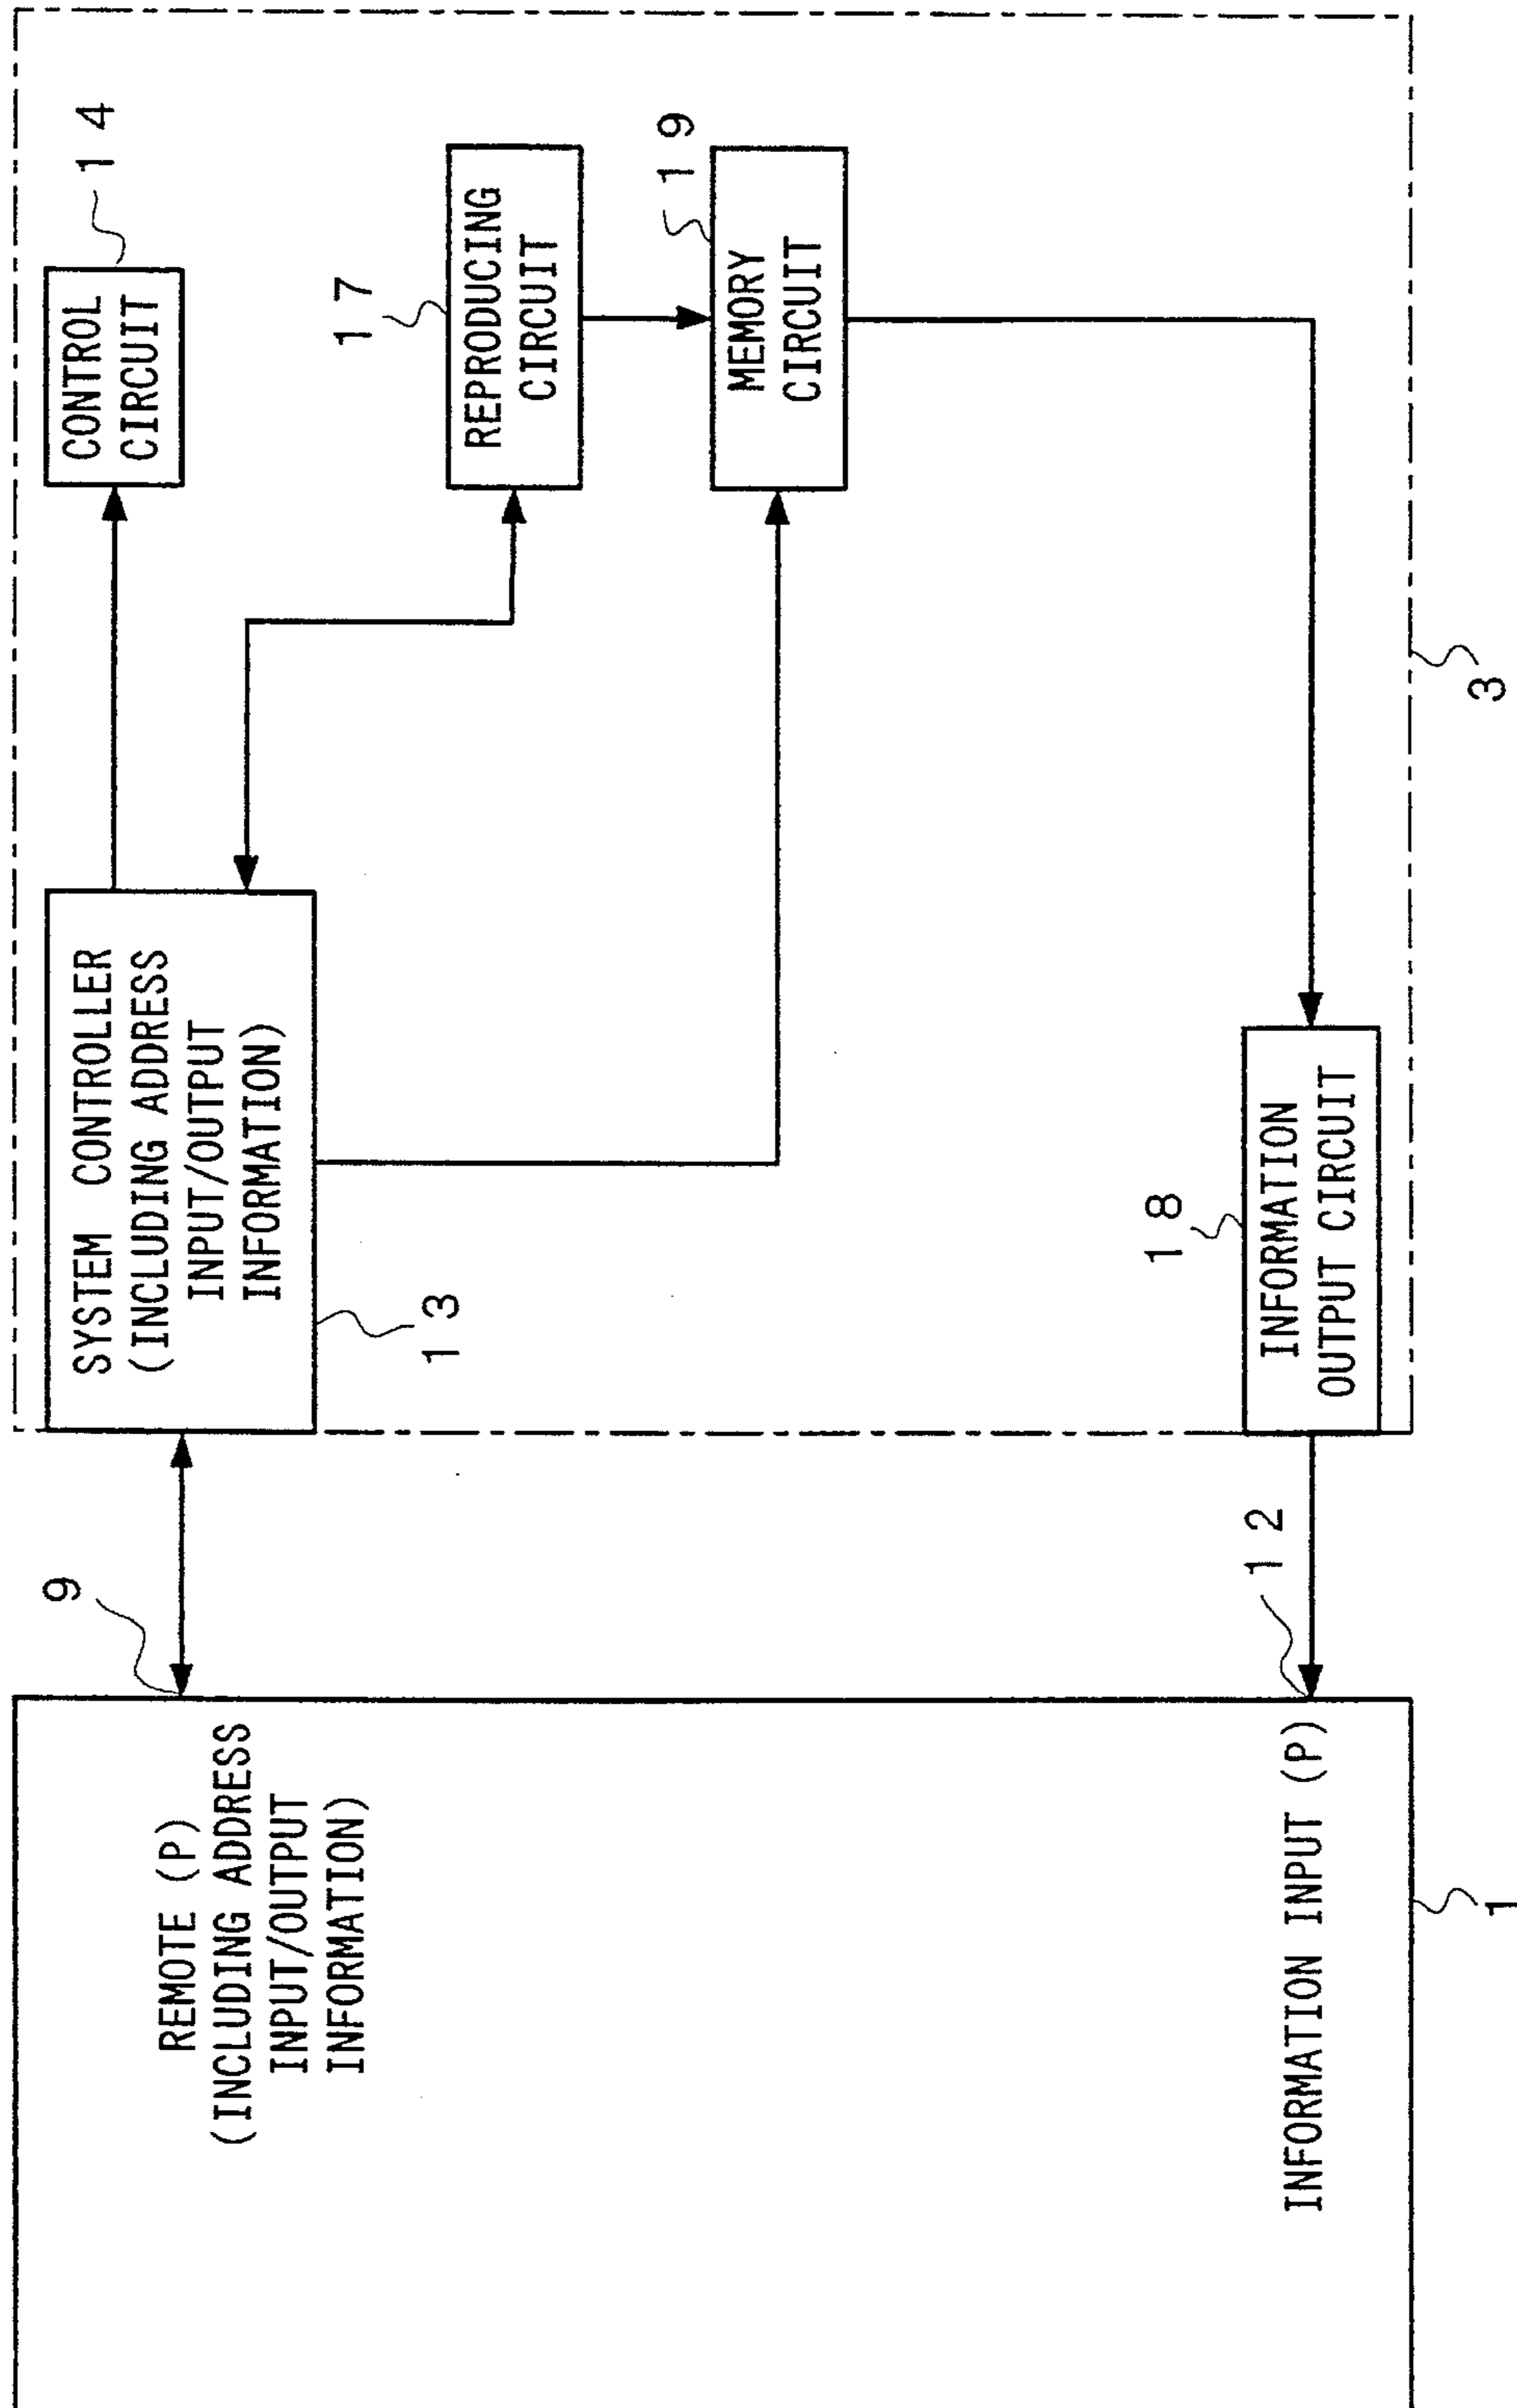 REMOTE (P)
(INCLUDING ADDRESS
INPUT/OUTPUT
INFORMATION)
9
SYSTEM CONTROLLER
(INCLUDING ADDRESS
INPUT/OUTPUT
INFORMATION)
13
CONTROL
CIRCUIT
14
17
REPRODUCING
CIRCUIT
19
MEMORY
CIRCUIT
18
INFORMATION
OUTPUT CIRCUIT
12
INFORMATION INPUT (P)
1
3